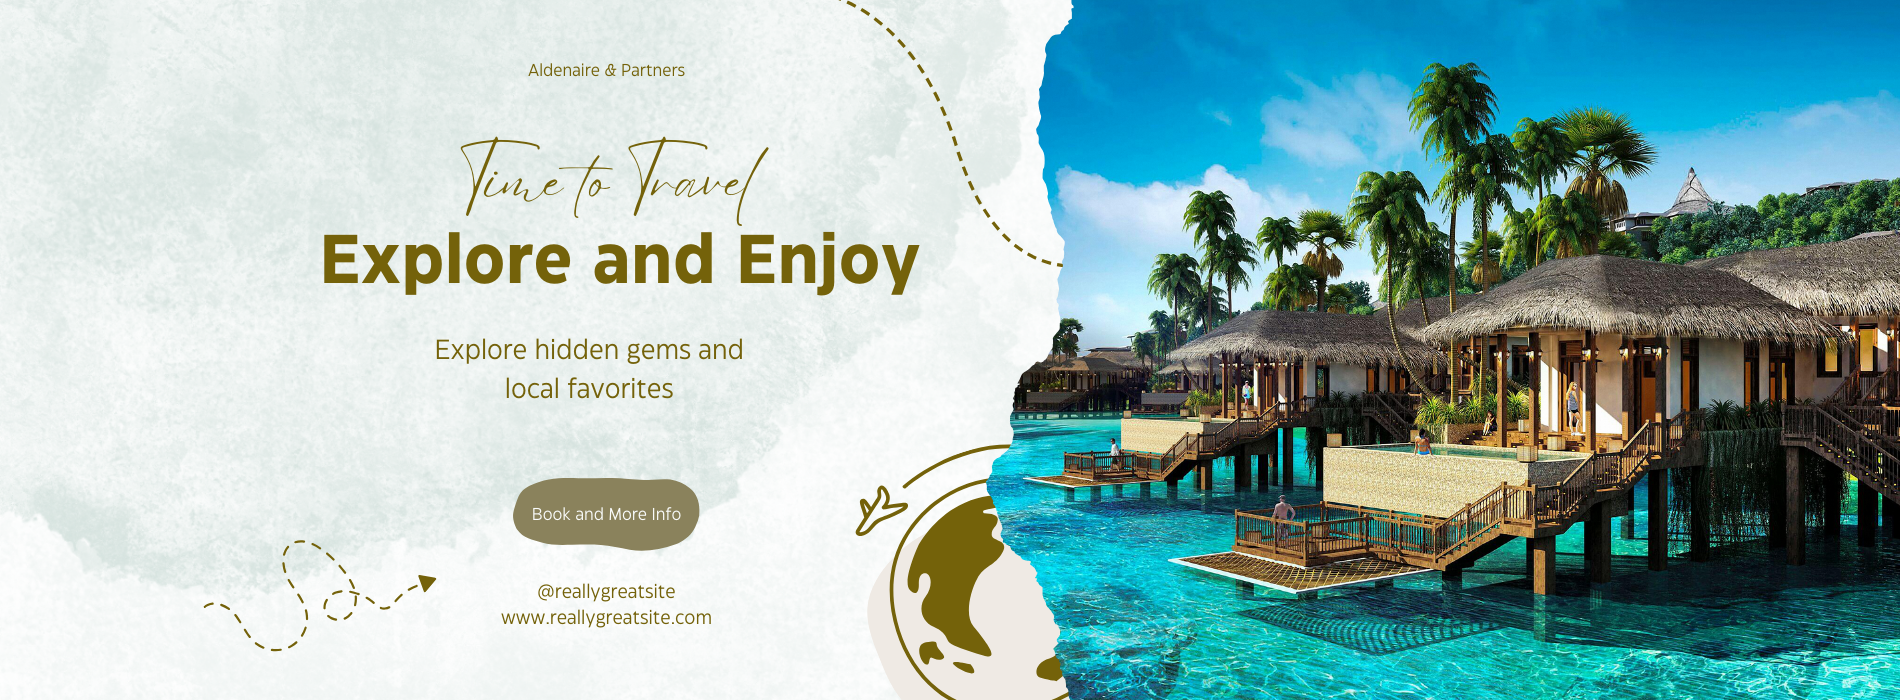 Aldenaire & Partners
Time to Travel
Explore and Enjoy
Explore hidden gems and
local favorites
Book and More Info
@reallygreatsite
www.reallygreatsite.com